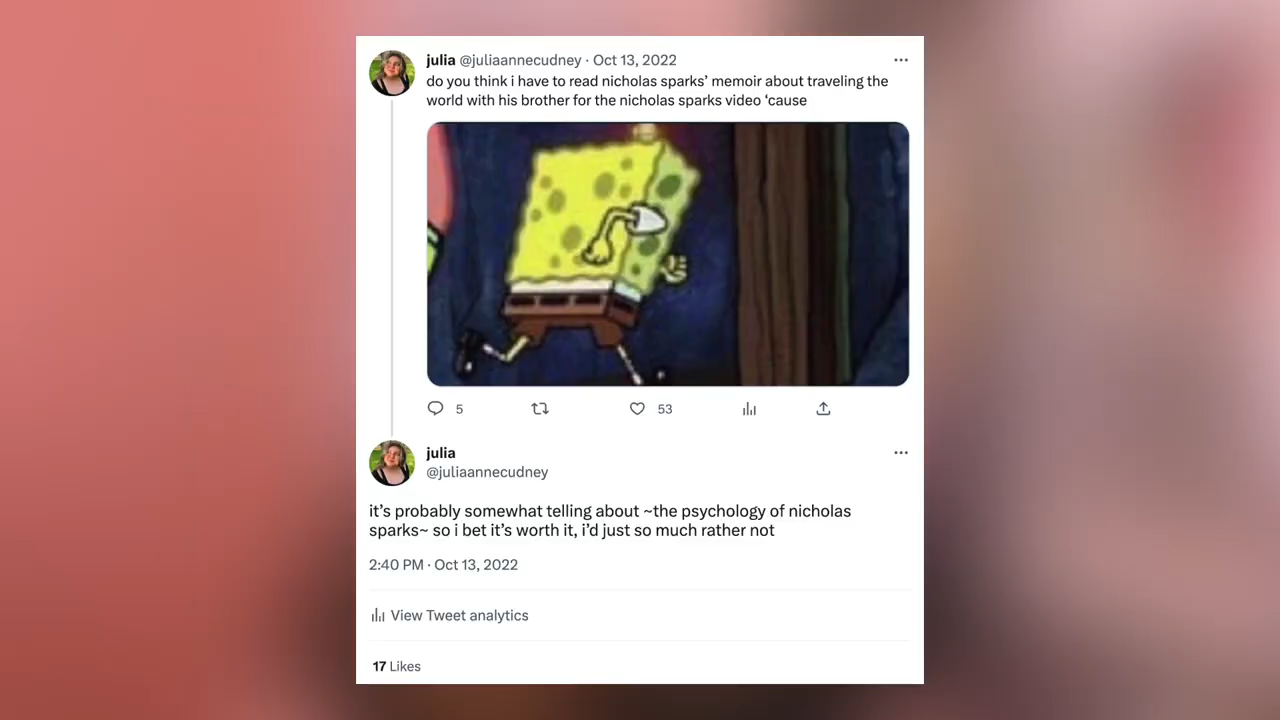 julia @juliaannecudney · Oct 13, 2022
do you think i have to read nicholas sparks’ memoir about traveling the
world with his brother for the nicholas sparks video ‘cause
5 53
julia
@juliaannecudney
it’s probably somewhat telling about ~the psychology of nicholas
sparks~ so i bet it’s worth it, i’d just so much rather not
2:40 PM · Oct 13, 2022
View Tweet analytics
17 Likes